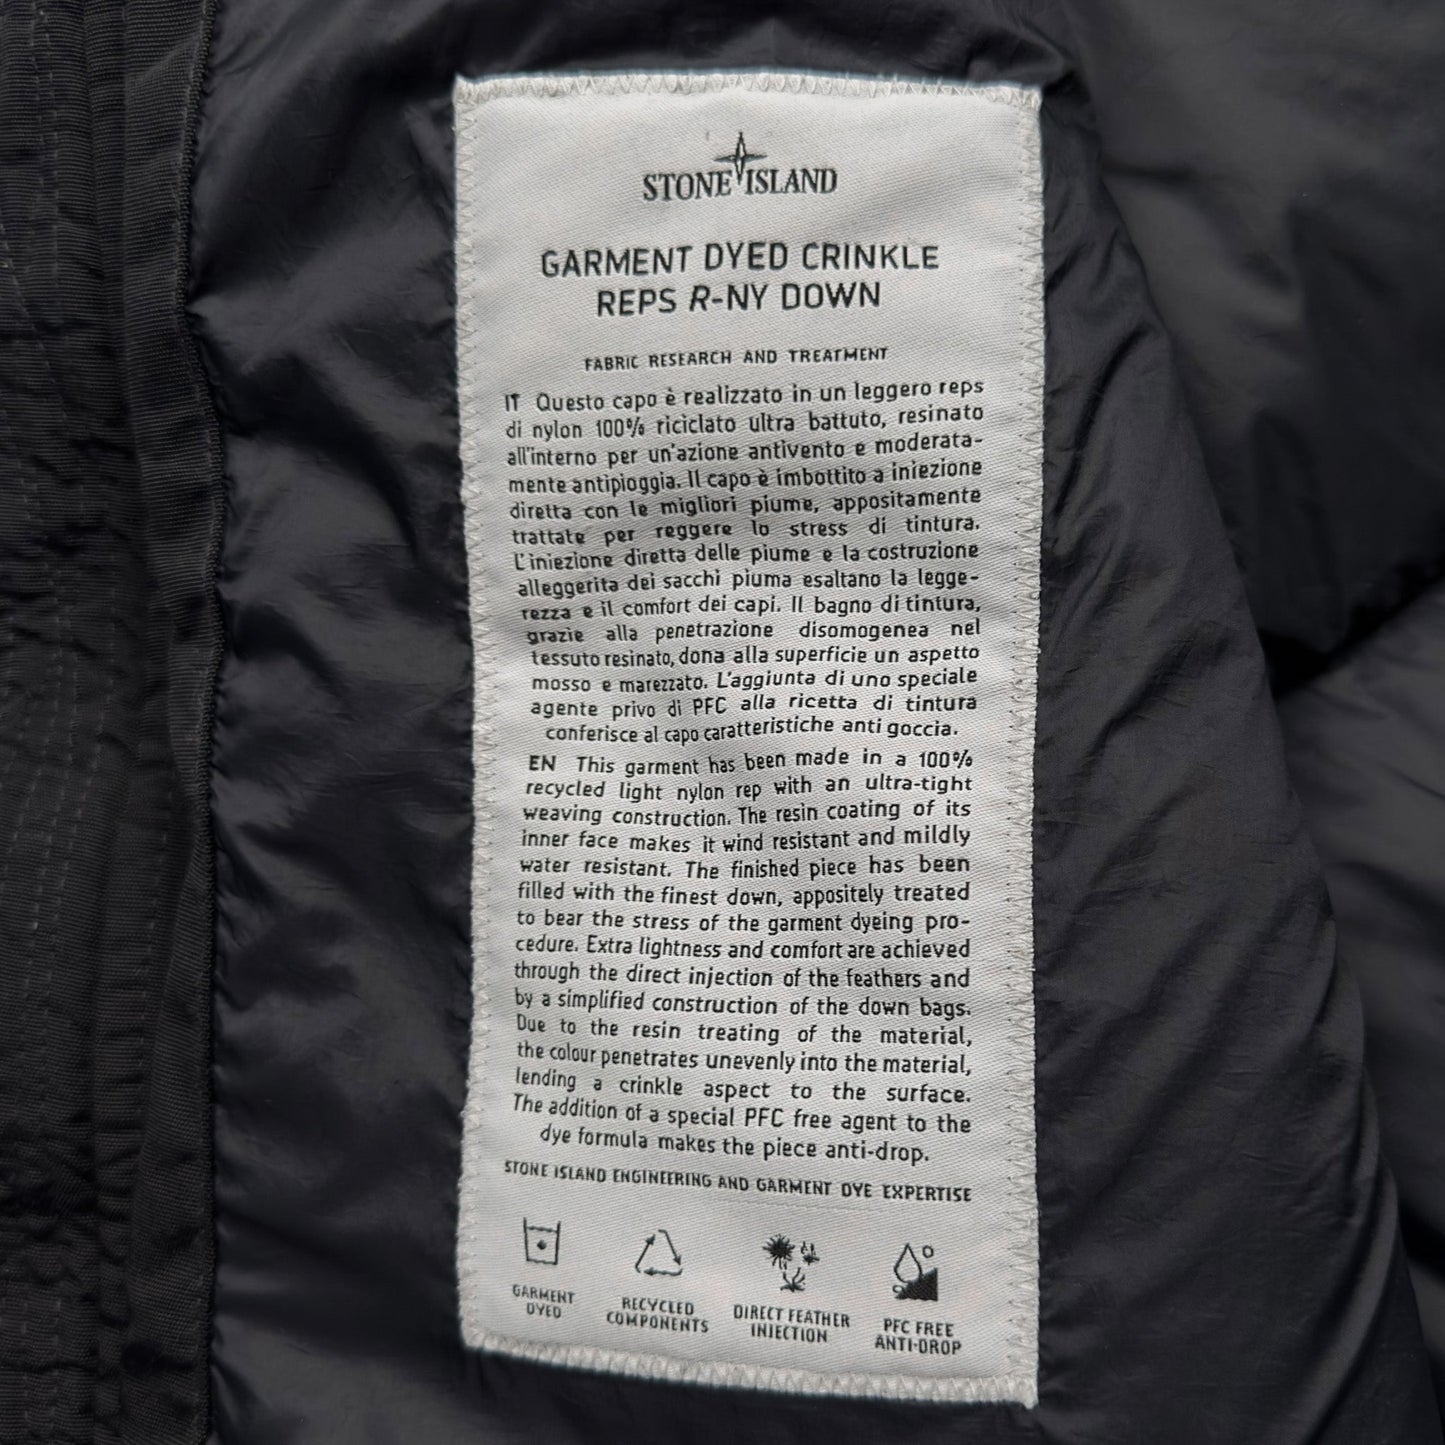 STONE ISLAND
GARMENT DYED CRINKLE
REPS R-NY DOWN
FABRIC RESEARCH AND TREATMENT
IT Questo capo è realizzato in un leggero reps
di nylon 100% riciclato ultra battuto, resinato
all'interno per un'azione antivento e moderata-
mente antipioggia. Il capo è imbottito a iniezione
diretta con le migliori piume, appositamente
trattate per reggere lo stress di tintura.
L'iniezione diretta delle piume e la costruzione
alleggerita dei sacchi piuma esaltano la legge-
rezza e il comfort dei capi. Il bagno di tintura,
grazie alla penetrazione disomogenea nel
tessuto resinato, dona alla superficie un aspetto
mosso e marezzato. L'aggiunta di uno speciale
agente privo di PFC alla ricetta di tintura
conferisce al capo caratteristiche anti goccia.
EN This garment has been made in a 100%
recycled light nylon rep with an ultra-tight
weaving construction. The resin coating of its
inner face makes it wind resistant and mildly
water resistant. The finished piece has been
filled with the finest down, appositely treated
to bear the stress of the garment dyeing pro-
cedure. Extra lightness and comfort are achieved
through the direct injection of the feathers and
by a simplified construction of the down bags.
Due to the resin treating of the material,
the colour penetrates unevenly into the material,
lending a crinkle aspect to the surface.
The addition of a special PFC free agent to the
dye formula makes the piece anti-drop.
STONE ISLAND ENGINEERING AND GARMENT DYE EXPERTISE
GARMENT
DYED
RECYCLED
COMPONENTS
DIRECT FEATHER
INJECTION
PFC FREE
ANTI-DROP